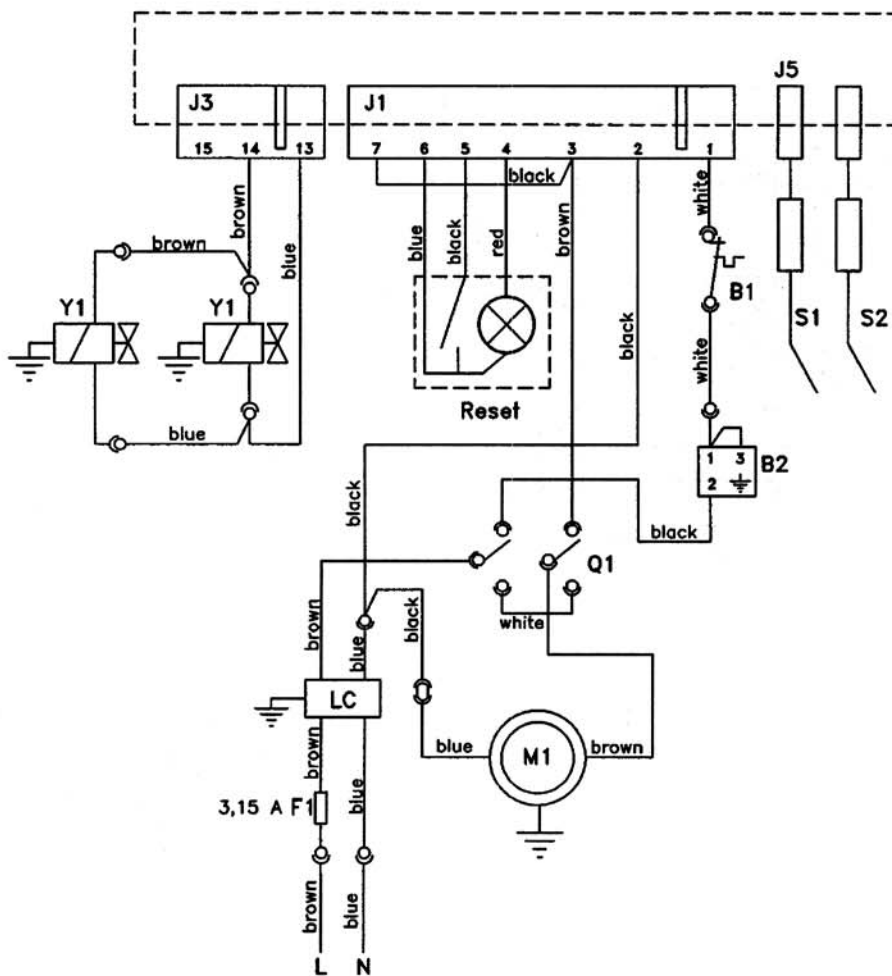 J3
J1
J5
15 14 13
7 6 5 4 3 2 1
black
white
brown
brown
blue
blue
black
red
brown
black
B1
Y1
Y1
S1
S2
white
Reset
blue
1 3
2
B2
black
black
Q1
brown
blue
black
white
LC
blue
M1
brown
brown
blue
3,15 A F1
brown
blue
L N